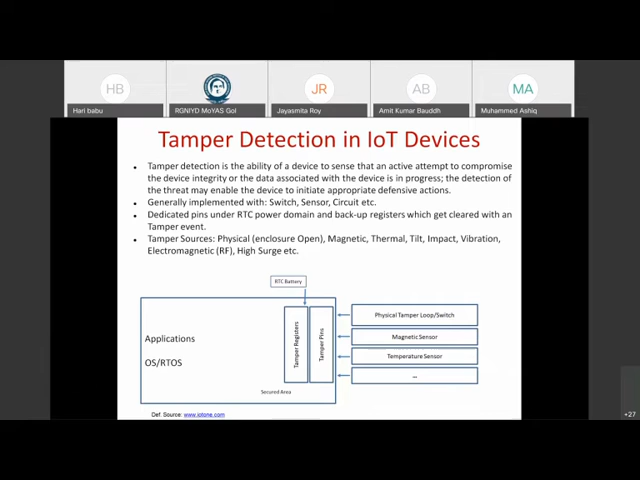 HB
JR
AB
MA
Hari babu
RGNIYD MoYAS GoI
Jayasmita Roy
Amit Kumar Bauddh
Muhammed Ashiq
Tamper Detection in IoT Devices
• Tamper detection is the ability of a device to sense that an active attempt to compromise
the device integrity or the data associated with the device is in progress; the detection of
the threat may enable the device to initiate appropriate defensive actions.
• Generally implemented with: Switch, Sensor, Circuit etc.
• Dedicated pins under RTC power domain and back-up registers which get cleared with an
Tamper event.
• Tamper Sources: Physical (enclosure Open), Magnetic, Thermal, Tilt, Impact, Vibration,
Electromagnetic (RF), High Surge etc.
RTC Battery
Applications
OS/RTOS
Tamper Registers
Tamper Pins
Physical Tamper Loop/Switch
Magnetic Sensor
Temperature Sensor
...
Secured Area
Def. Source: www.iotone.com
+27